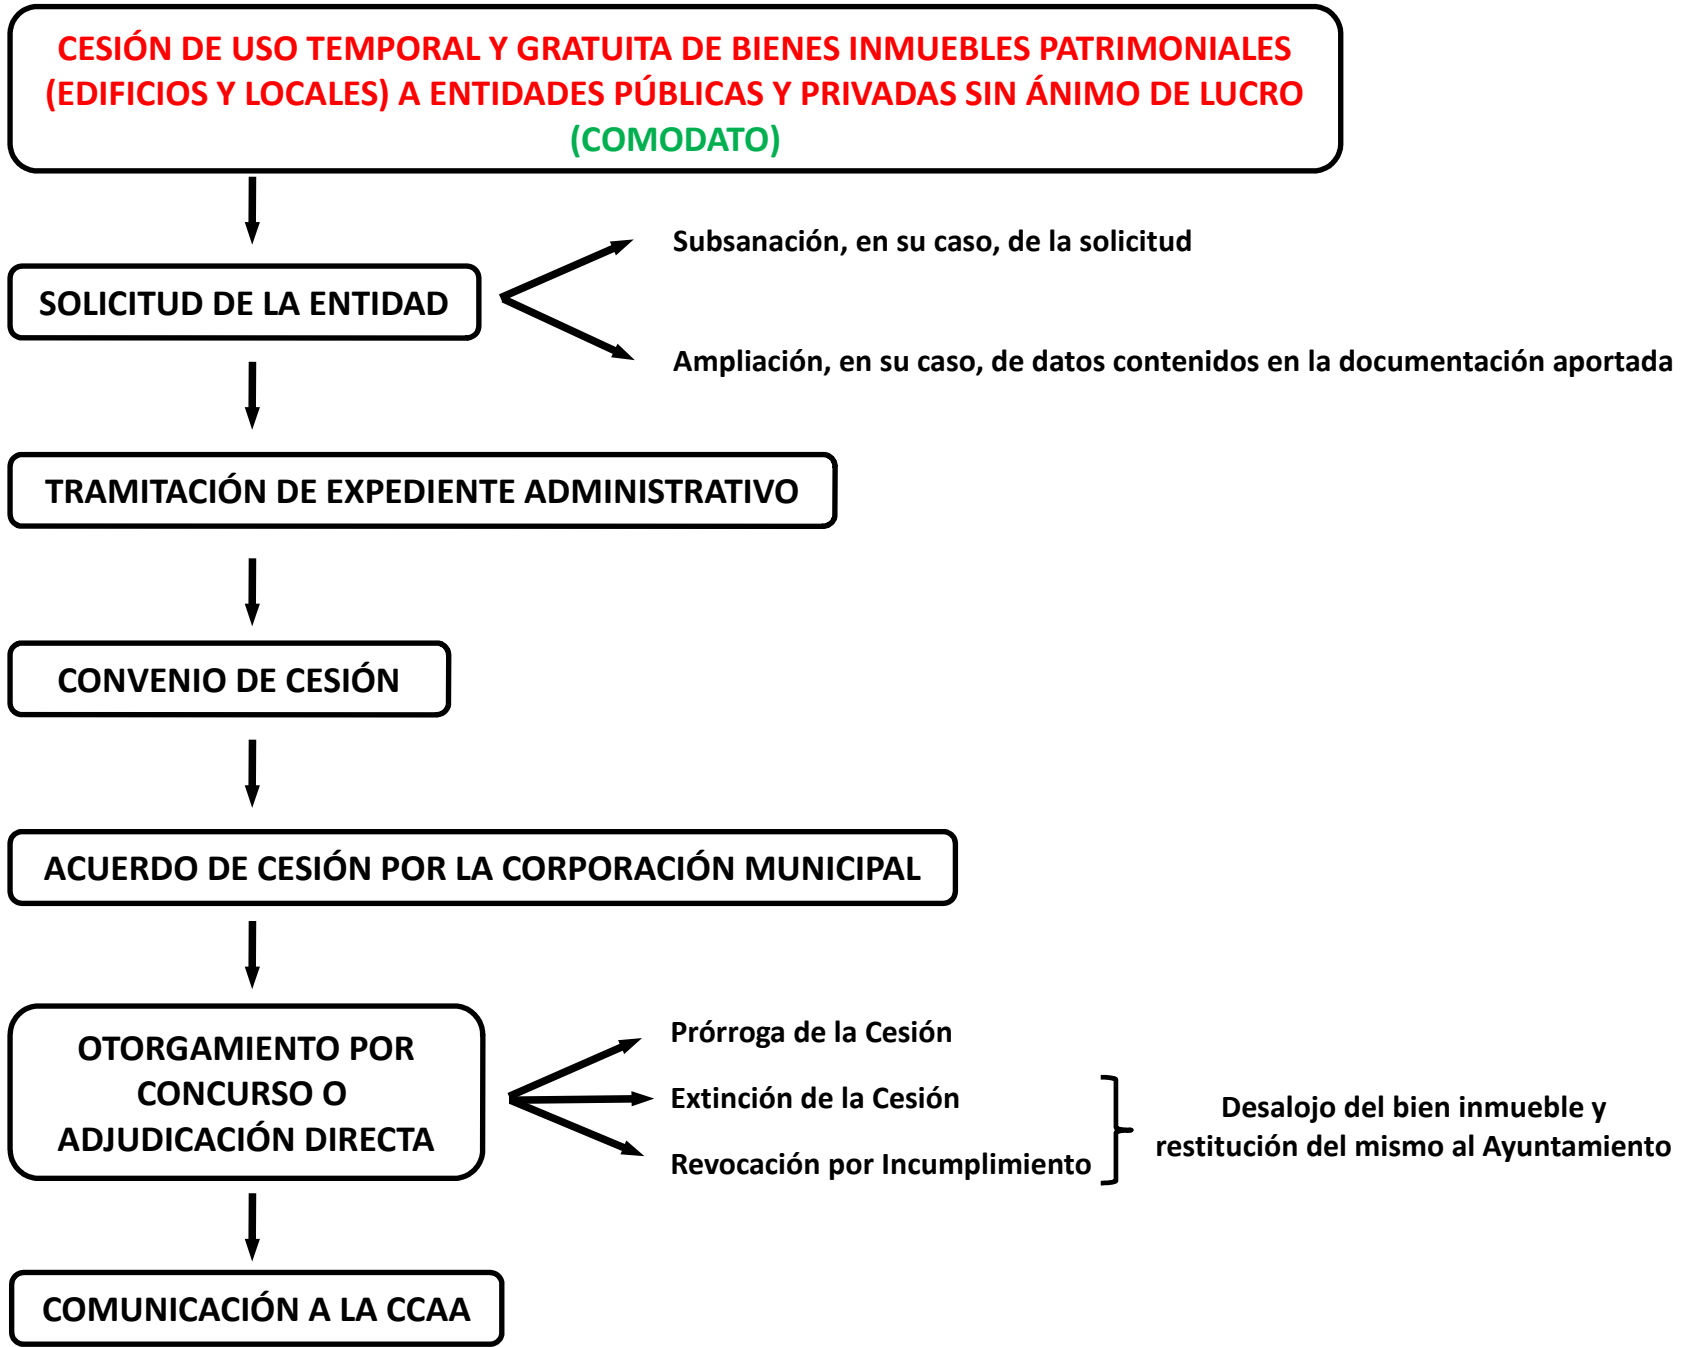 CESIÓN DE USO TEMPORAL Y GRATUITA DE BIENES INMUEBLES PATRIMONIALES
(EDIFICIOS Y LOCALES) A ENTIDADES PÚBLICAS Y PRIVADAS SIN ÁNIMO DE LUCRO
(COMODATO)
Subsanación, en su caso, de la solicitud
SOLICITUD DE LA ENTIDAD
Ampliación, en su caso, de datos contenidos en la documentación aportada
TRAMITACIÓN DE EXPEDIENTE ADMINISTRATIVO
CONVENIO DE CESIÓN
ACUERDO DE CESIÓN POR LA CORPORACIÓN MUNICIPAL
OTORGAMIENTO POR
CONCURSO O
ADJUDICACIÓN DIRECTA
Prórroga de la Cesión
Extinción de la Cesión
Revocación por Incumplimiento
Desalojo del bien inmueble y
restitución del mismo al Ayuntamiento
COMUNICACIÓN A LA CCAA